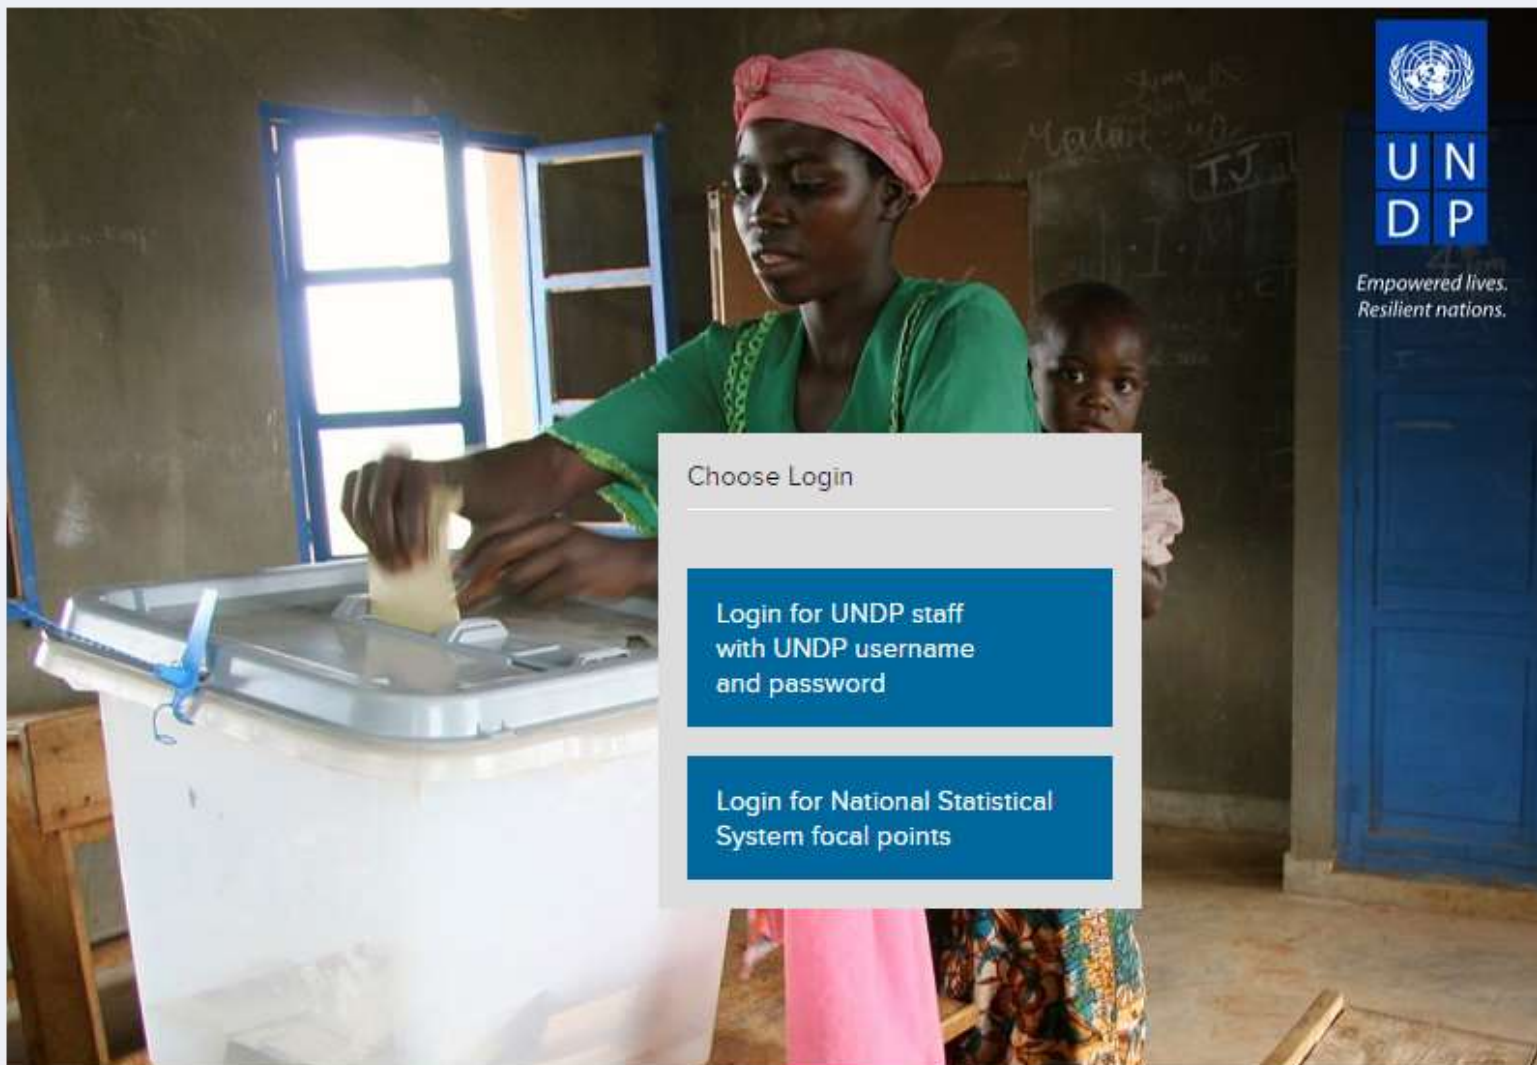 U N
D P
Empowered lives.
Resilient nations.
T.J
Choose Login
Login for UNDP staff
with UNDP username
and password
Login for National Statistical
System focal points